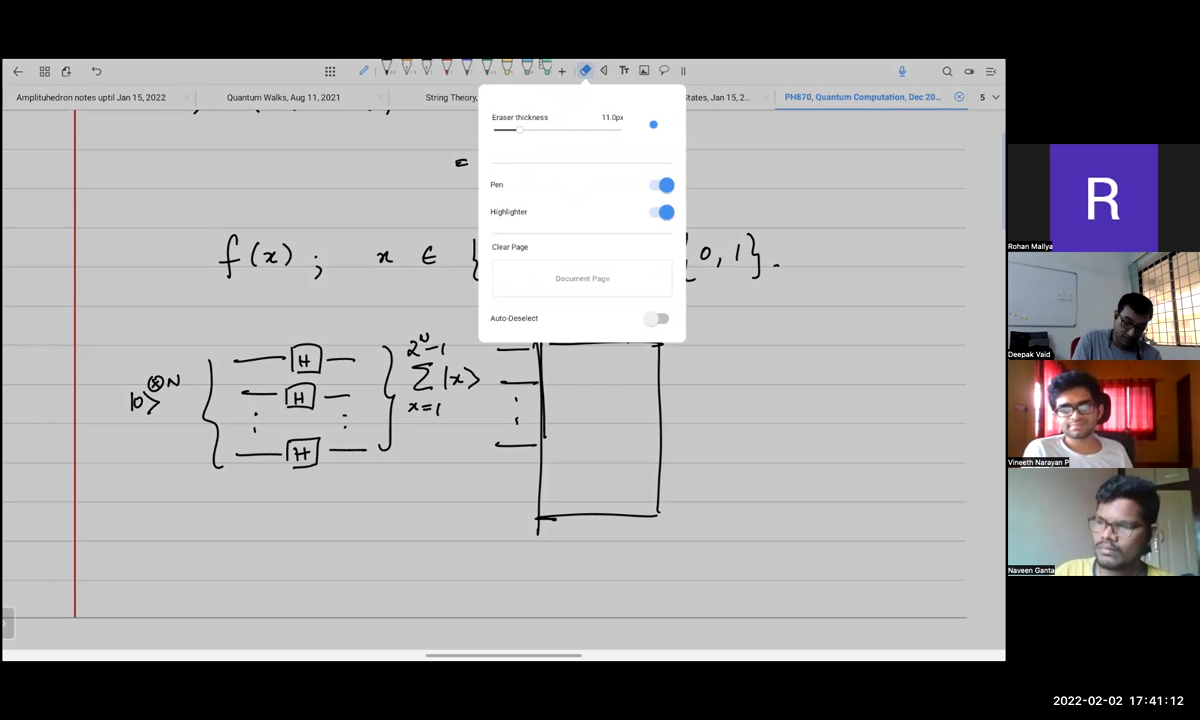 Amplituhedron notes uptil Jan 15, 2022 Quantum Walks, Aug 11, 2021 String Theory, States, Jan 15, 2... PH870, Quantum Computation, Dec 20... 5
Eraser thickness 11.0px
Pen
Highlighter
Clear Page
Document Page
Auto-Deselect
=
f(x) ; x ∈ { {0, 1}.
|0>⊗N { H } 2^N-1 Σ x=1 |x>
H
H
R
Rohan Mallya
Deepak Vaid
Vineeth Narayan P
Naveen Ganta
2022-02-02 17:41:12